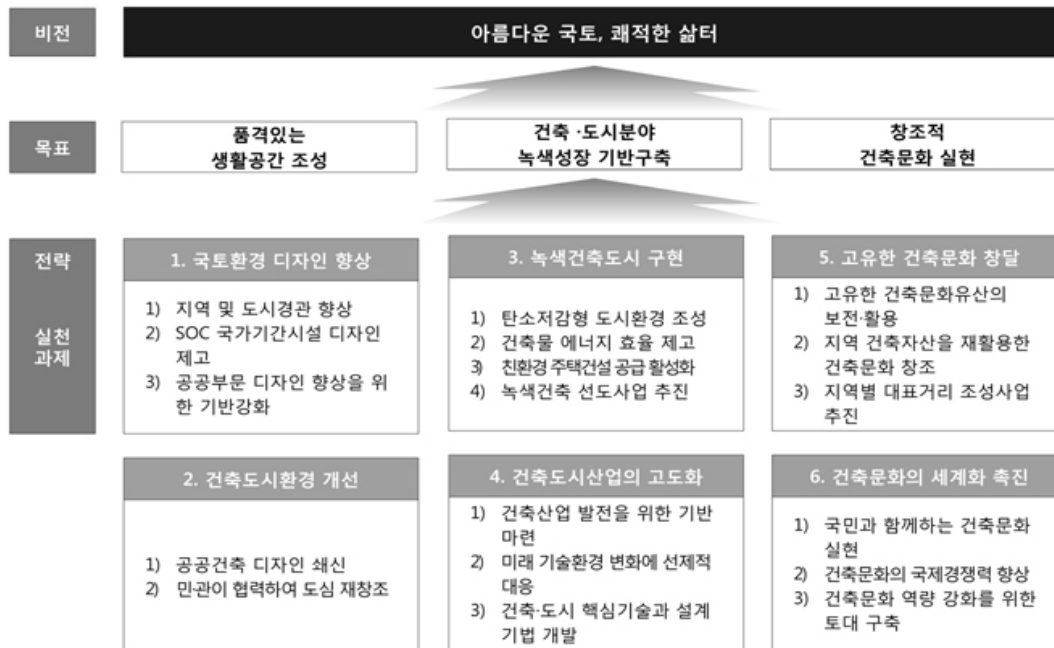 비전
아름다운 국토, 쾌적한 삶터
목표
품격있는
생활공간 조성
건축 ·도시분야
녹색성장 기반구축
창조적
건축문화 실현
전략
실천
과제
1. 국토환경 디자인 향상
1) 지역 및 도시경관 향상
2) SOC 국가기간시설 디자인
제고
3) 공공부문 디자인 향상을 위
한 기반강화
3. 녹색건축도시 구현
1) 탄소저감형 도시환경 조성
2) 건축물 에너지 효율 제고
3) 친환경 주택건설 공급 활성화
4) 녹색건축 선도사업 추진
5. 고유한 건축문화 창달
1) 고유한 건축문화유산의
보전·활용
2) 지역 건축자산을 재활용한
건축문화 창조
3) 지역별 대표거리 조성사업
추진
2. 건축도시환경 개선
1) 공공건축 디자인 쇄신
2) 민·관이 협력하여 도심 재창조
4. 건축도시산업의 고도화
1) 건축산업 발전을 위한 기반
마련
2) 미래 기술환경 변화에 선제적
대응
3) 건축·도시 핵심기술과 설계
기법 개발
6. 건축문화의 세계화 촉진
1) 국민과 함께하는 건축문화
실현
2) 건축문화의 국제경쟁력 향상
3) 건축문화 역량 강화를 위한
토대 구축